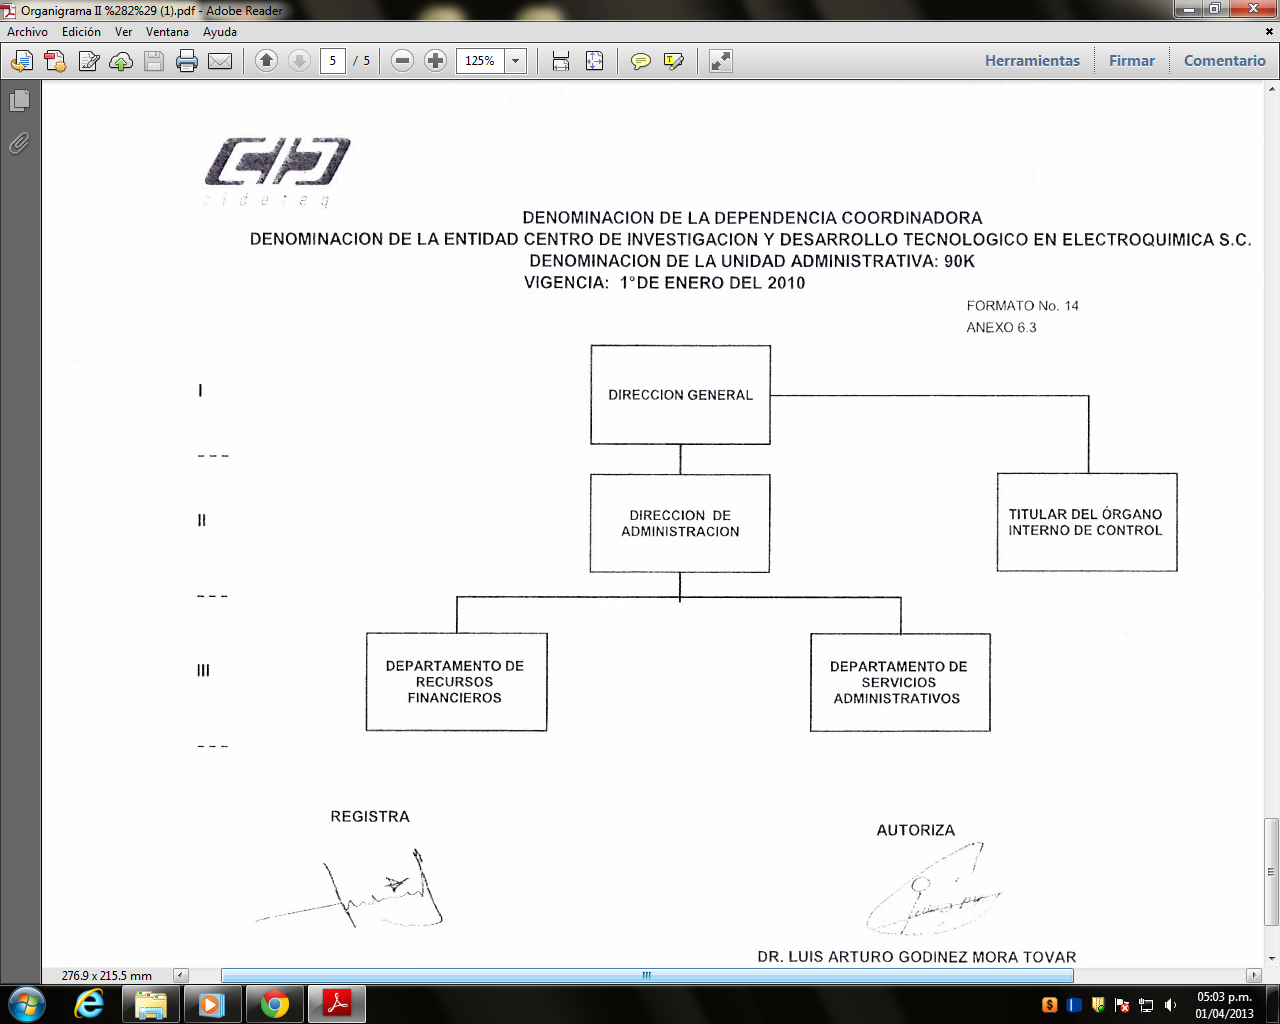 Organigrama II %282%29 (1).pdf - Adobe Reader
Archivo Edición Ver Ventana Ayuda
5 / 5 125% Herramientas Firmar Comentario
cideteq
DENOMINACION DE LA DEPENDENCIA COORDINADORA
DENOMINACION DE LA ENTIDAD CENTRO DE INVESTIGACION Y DESARROLLO TECNOLOGICO EN ELECTROQUIMICA S.C.
DENOMINACION DE LA UNIDAD ADMINISTRATIVA: 90K
VIGENCIA: 1°DE ENERO DEL 2010
FORMATO No. 14
ANEXO 6.3
I
DIRECCION GENERAL
II
DIRECCION DE
ADMINISTRACION
TITULAR DEL ÓRGANO
INTERNO DE CONTROL
III
DEPARTAMENTO DE
RECURSOS
FINANCIEROS
DEPARTAMENTO DE
SERVICIOS
ADMINISTRATIVOS
REGISTRA
AUTORIZA
DR. LUIS ARTURO GODINEZ MORA TOVAR
276.9 x 215.5 mm
05:03 p.m.
01/04/2013